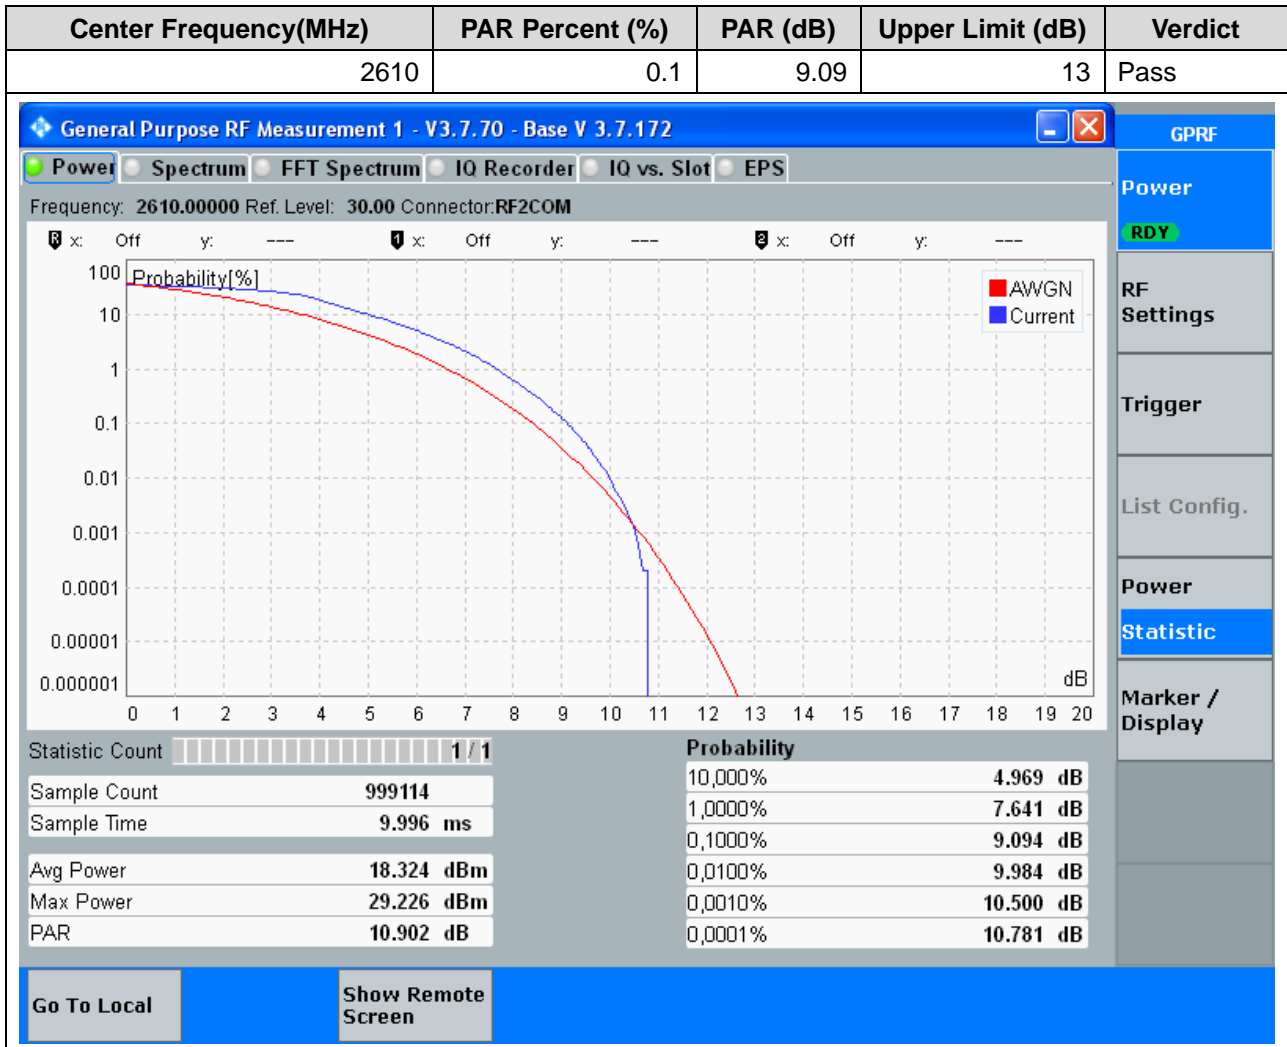 Center Frequency(MHz) PAR Percent (%) PAR (dB) Upper Limit (dB) Verdict
2610 0.1 9.09 13 Pass
General Purpose RF Measurement 1 - V3.7.70 - Base V 3.7.172
GPRF
Power Spectrum FFT Spectrum IQ Recorder IQ vs. Slot EPS
Power
RDY
Frequency: 2610.00000 Ref. Level: 30.00 Connector:RF2COM
R x: Off y: --- 1 x: Off y: --- 2 x: Off y: ---
Probability[%]
AWGN
Current
100
10
1
0.1
0.01
0.001
0.0001
0.00001
0.000001
dB
0 1 2 3 4 5 6 7 8 9 10 11 12 13 14 15 16 17 18 19 20
RF
Settings
Trigger
List Config.
Power
Statistic
Marker /
Display
Statistic Count 1 / 1
Sample Count 999114
Sample Time 9.996 ms
Avg Power 18.324 dBm
Max Power 29.226 dBm
PAR 10.902 dB
Probability
10,000% 4.969 dB
1,0000% 7.641 dB
0,1000% 9.094 dB
0,0100% 9.984 dB
0,0010% 10.500 dB
0,0001% 10.781 dB
Go To Local
Show Remote
Screen